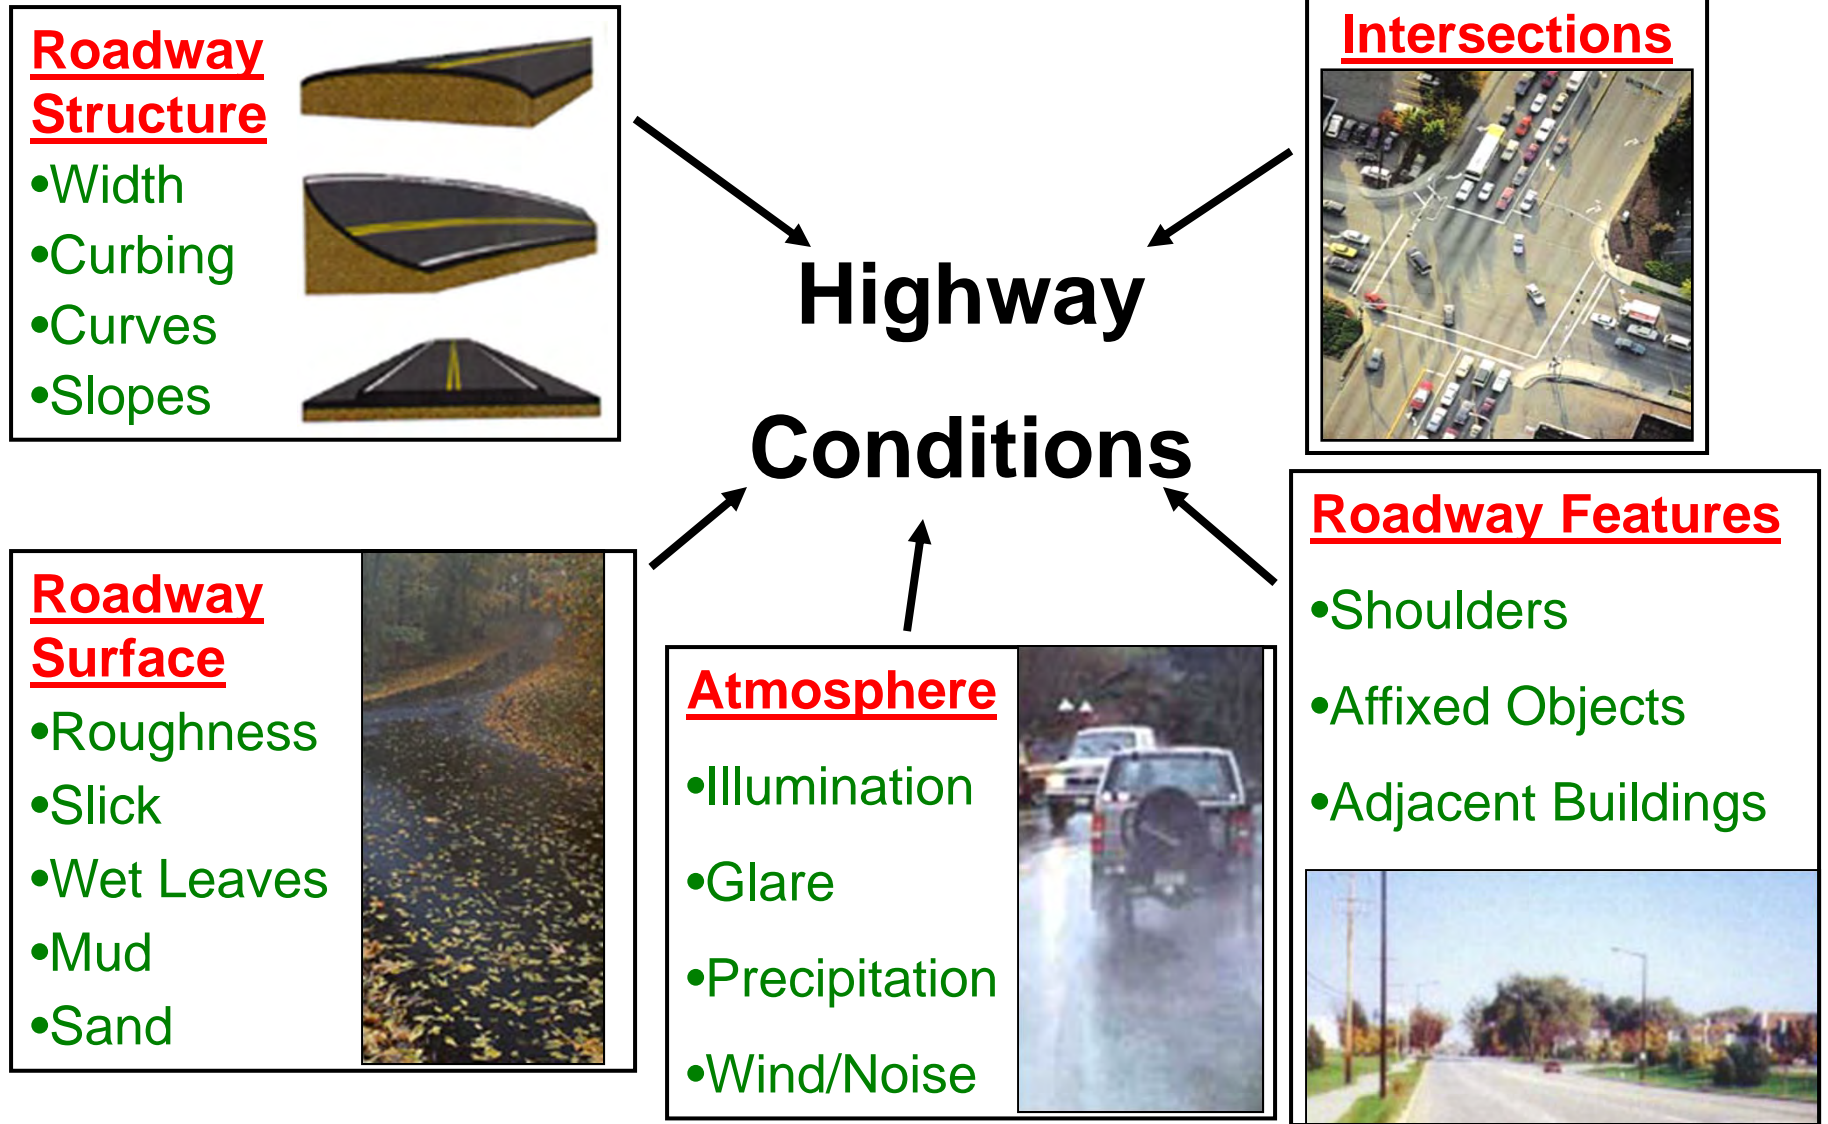 Roadway
Structure
•Width
•Curbing
•Curves
•Slopes
Intersections
Highway
Conditions
Roadway
Surface
•Roughness
•Slick
•Wet Leaves
•Mud
•Sand
Atmosphere
•Illumination
•Glare
•Precipitation
•Wind/Noise
Roadway Features
•Shoulders
•Affixed Objects
•Adjacent Buildings